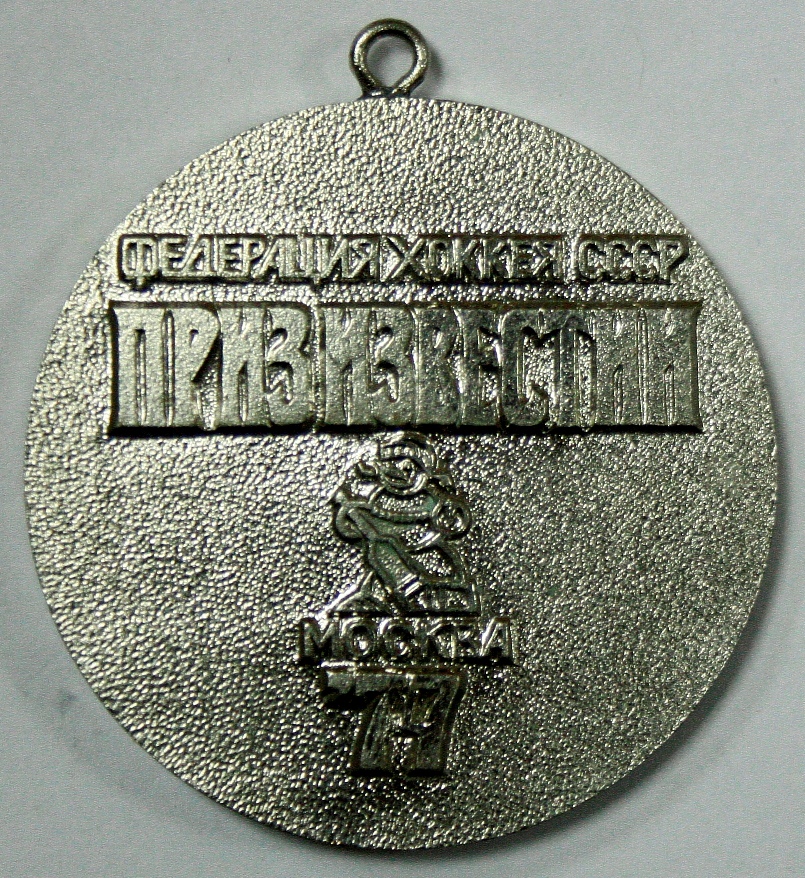 ФЕДЕРАЦИЯ ХОККЕЯ СССР
ПРИЗ ИЗВЕСТИЙ
МОСКВА
'77